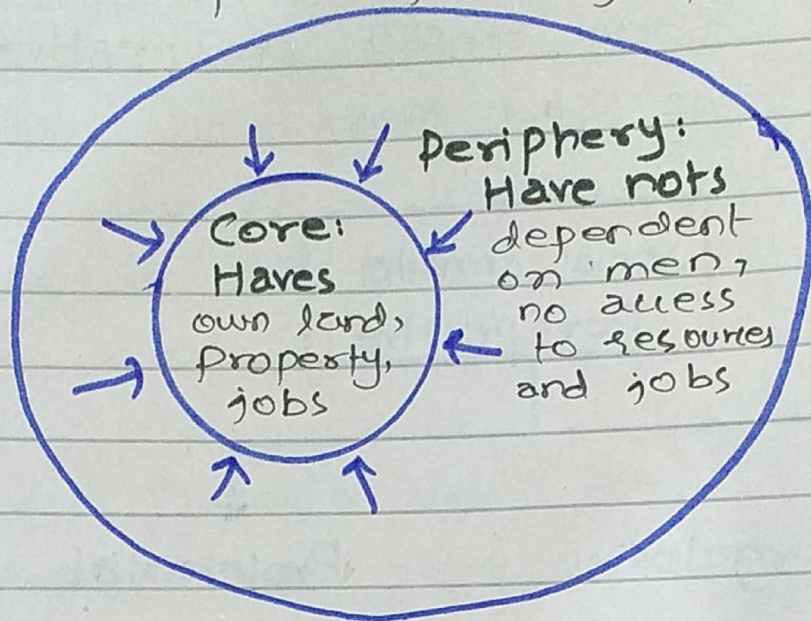 Core:
Haves
own land,
property,
jobs
Periphery:
Have nots
dependent
on men,
no access
to resources
and jobs